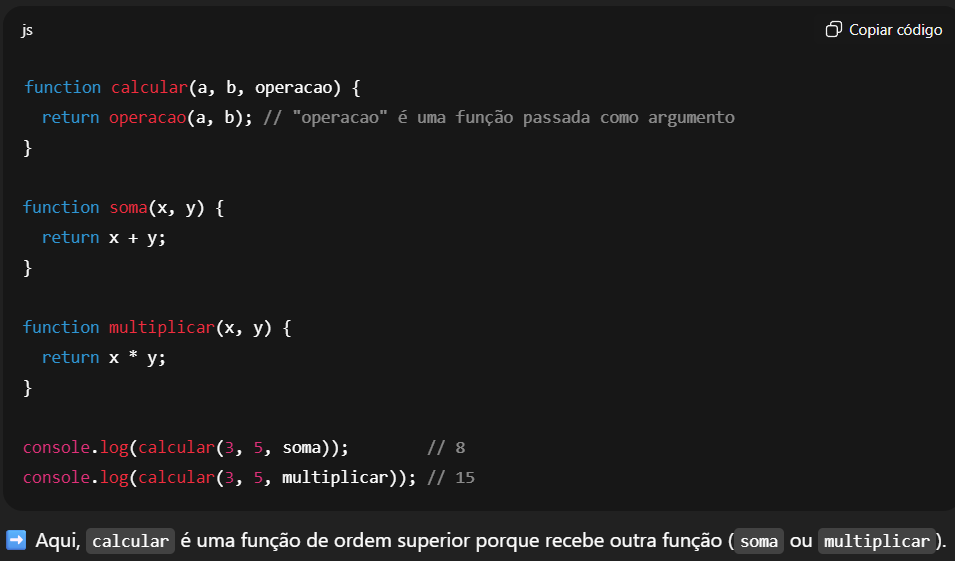 js
Copiar código
function calcular(a, b, operacao) {
  return operacao(a, b); // "operacao" é uma função passada como argumento
}
function soma(x, y) {
  return x + y;
}
function multiplicar(x, y) {
  return x * y;
}
console.log(calcular(3, 5, soma));        // 8
console.log(calcular(3, 5, multiplicar)); // 15
➡️ Aqui, calcular é uma função de ordem superior porque recebe outra função (soma ou multiplicar).